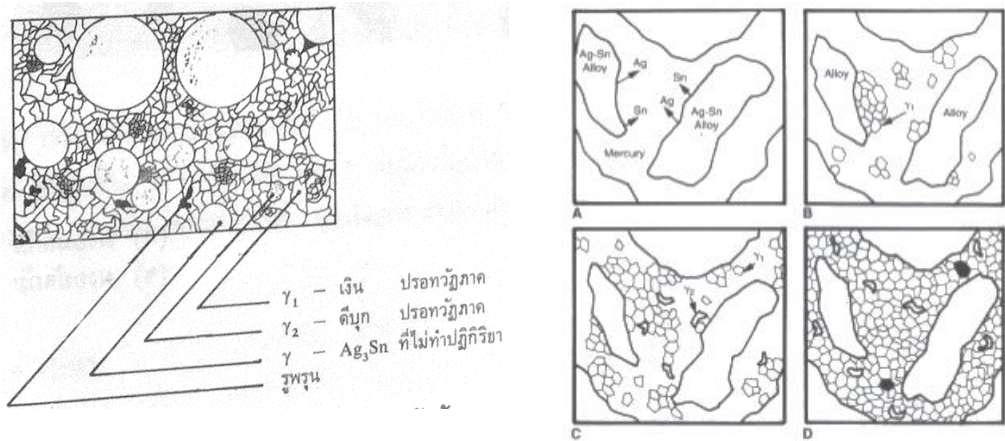 γ₁ – เงิน ปรอทวัฏภาค
γ₂ – ดีบุก ปรอทวัฏภาค
γ – Ag₃Sn ที่ไม่ทำปฏิกิริยา
รูพรุน
Ag-Sn
Alloy
Ag
Sn
Sn
Ag
Ag-Sn
Alloy
Mercury
A
Alloy
γ₁
Alloy
B
γ₁
γ₂
C
D